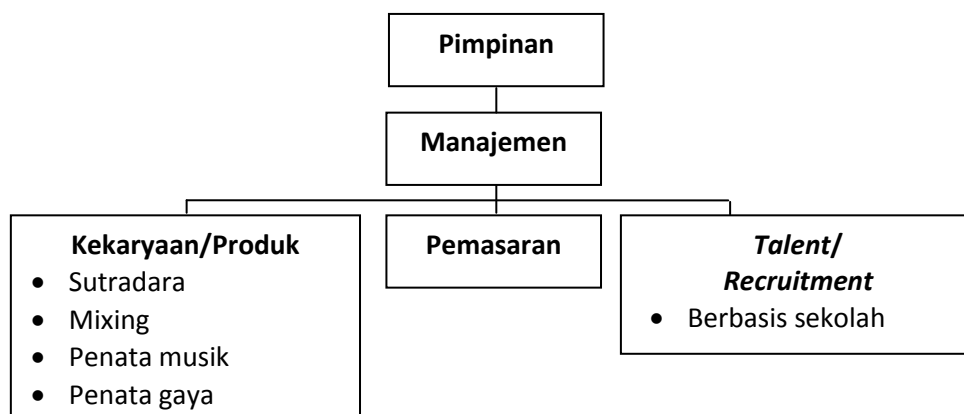 Pimpinan
Manajemen
Kekaryaan/Produk
• Sutradara
• Mixing
• Penata musik
• Penata gaya
Pemasaran
Talent/
Recruitment
• Berbasis sekolah